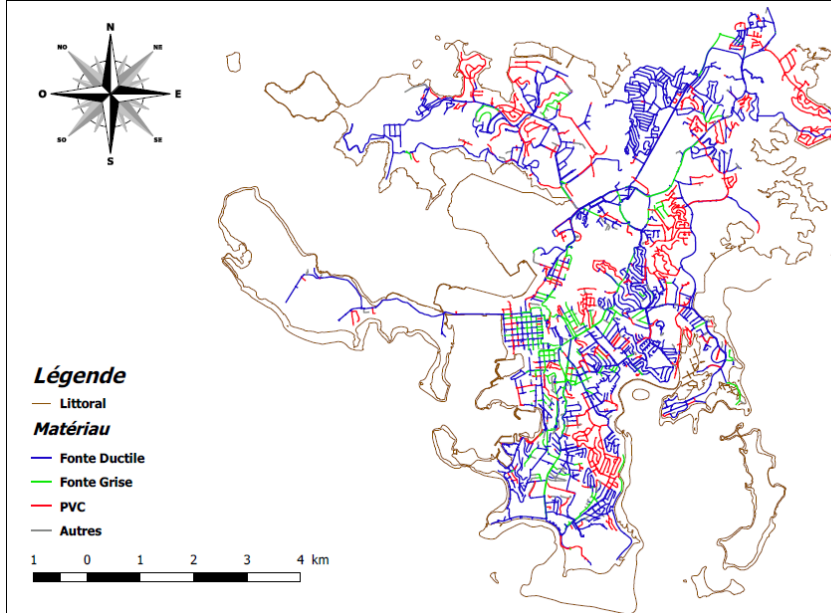 N
NO
NE
O
E
SO
SE
S
Légende
Littoral
Matériau
Fonte Ductile
Fonte Grise
PVC
Autres
1 0 1 2 3 4 km